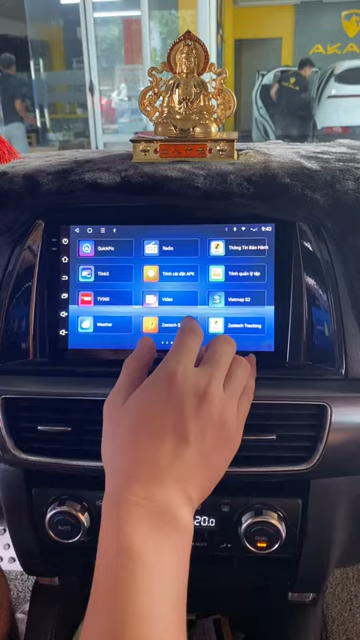 AKA
9:43
QuickPic
Radio
Thông Tin Bảo Hành
Trình cài đặt APK
Trình quản lý tệp
TV360
Video
Vietmap S2
Weather
Zestech S
Zestech Tracking
AUTO
20.0
DUAL